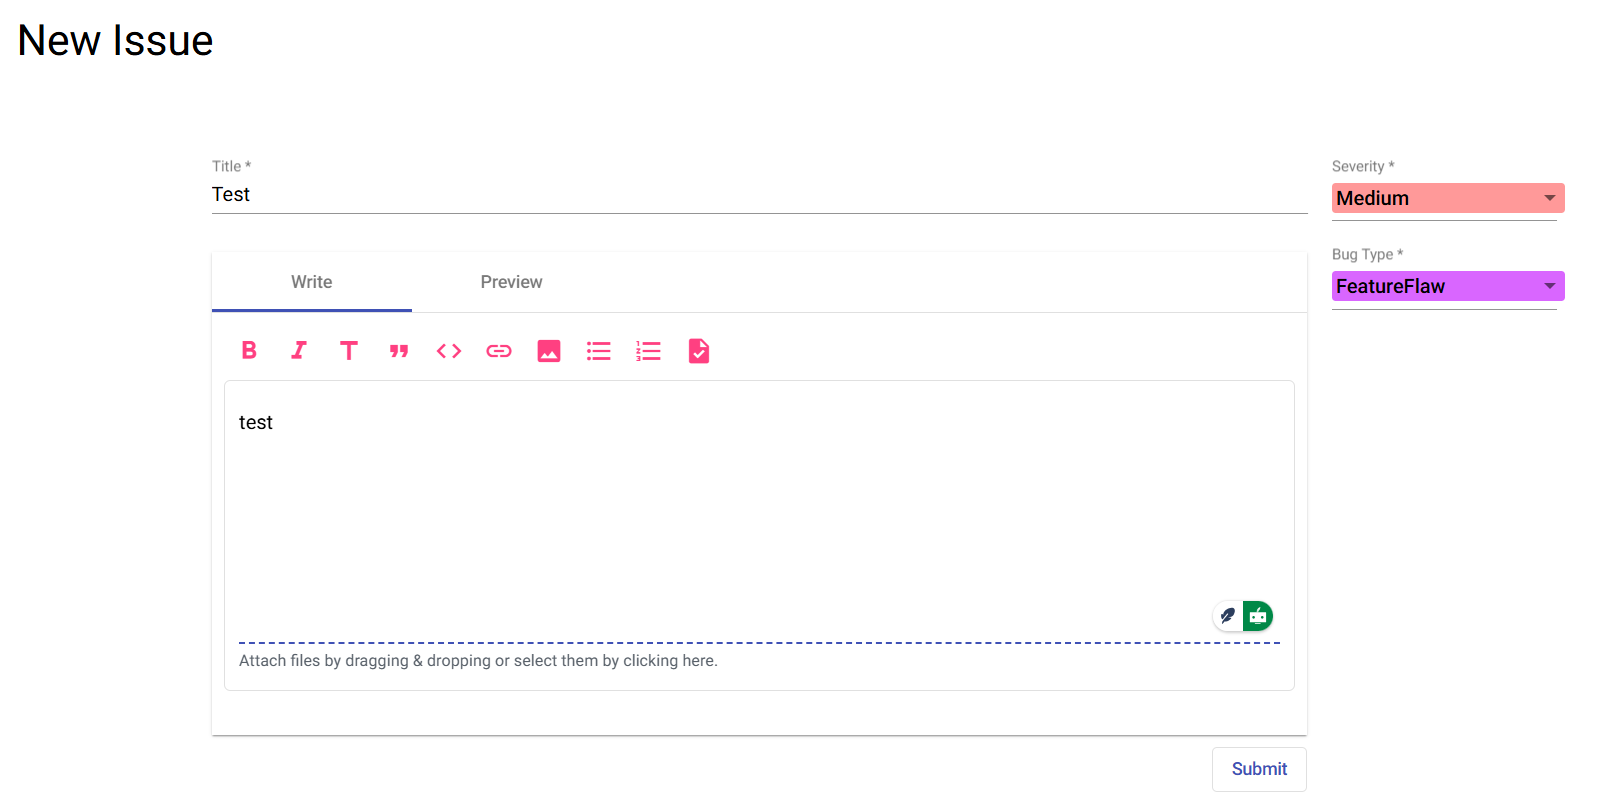 New Issue
Title *
Test
Severity *
Medium
Bug Type *
FeatureFlaw
Write Preview
test
Attach files by dragging & dropping or select them by clicking here.
Submit